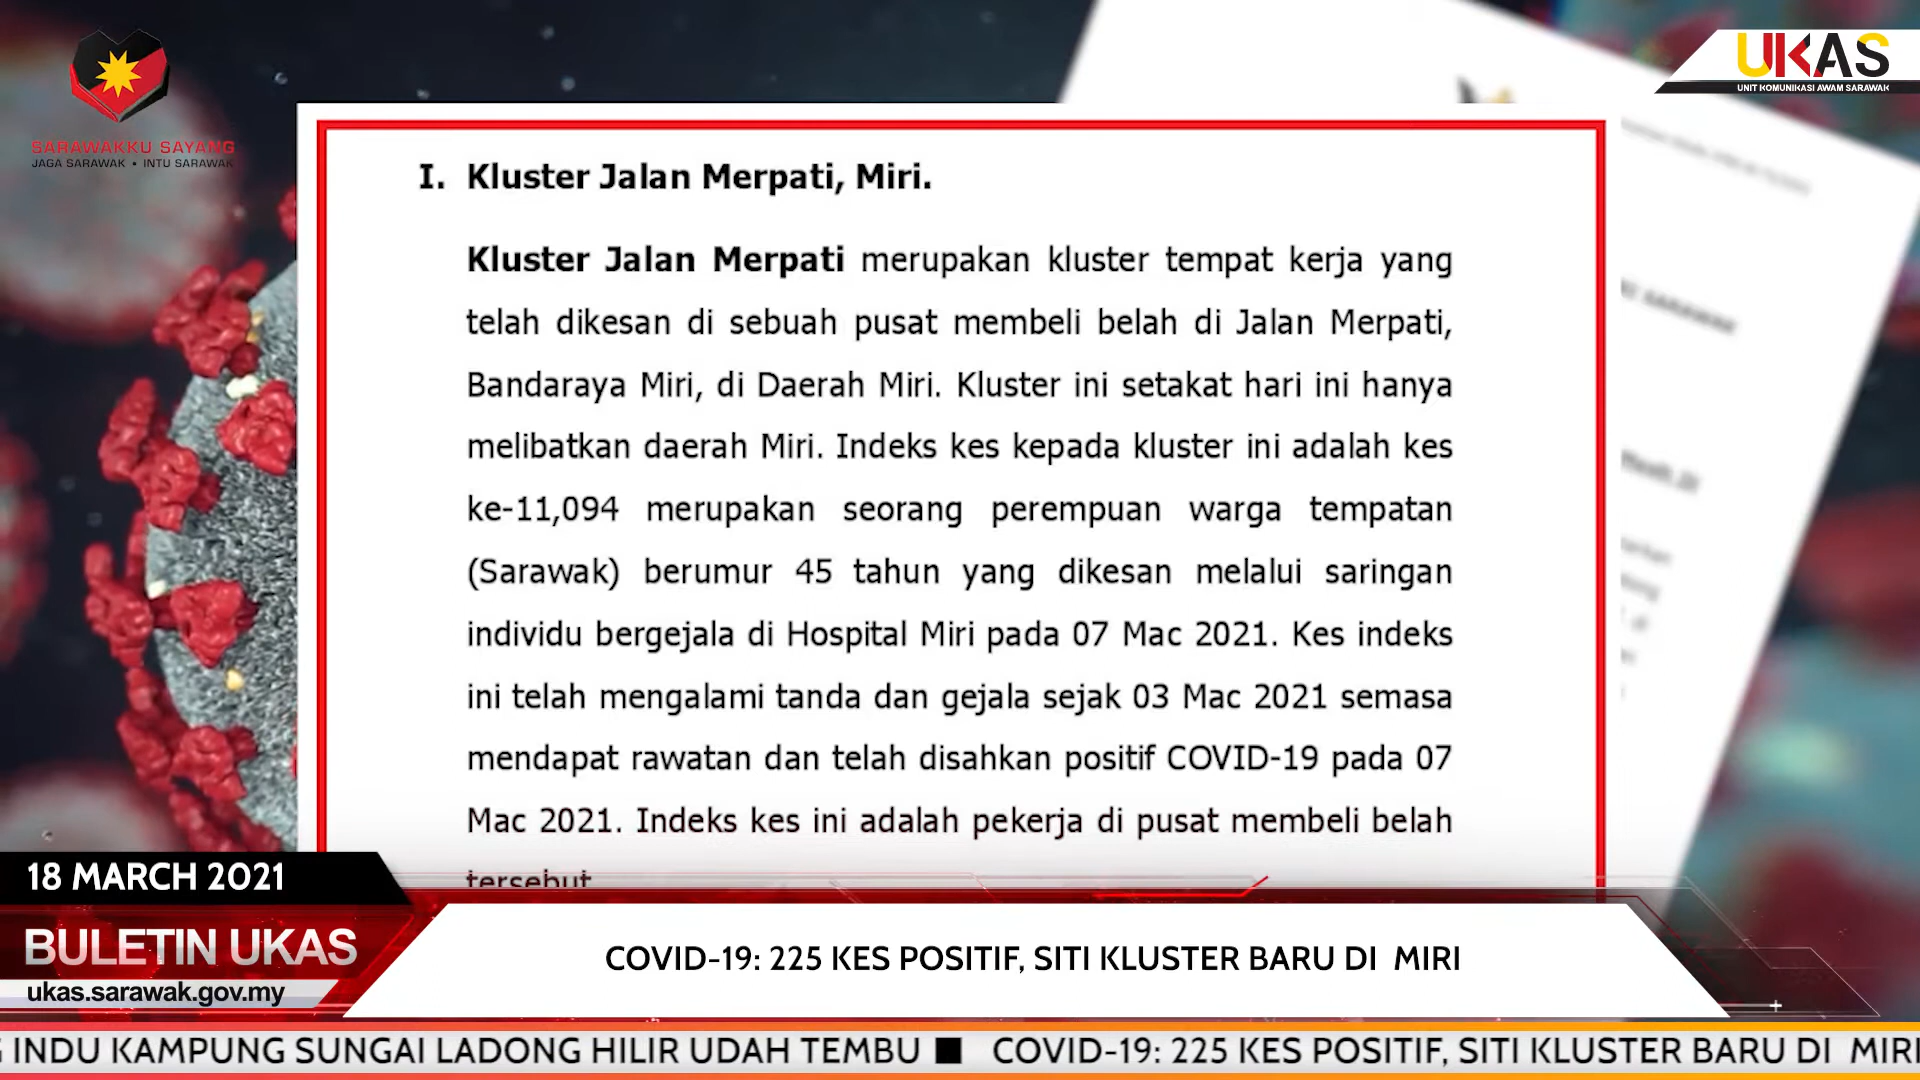 SARAWAKKU SAYANG
JAGA SARAWAK • INTU SARAWAK
UKAS
UNIT KOMUNIKASI AWAM SARAWAK
I. Kluster Jalan Merpati, Miri.
Kluster Jalan Merpati merupakan kluster tempat kerja yang
telah dikesan di sebuah pusat membeli belah di Jalan Merpati,
Bandaraya Miri, di Daerah Miri. Kluster ini setakat hari ini hanya
melibatkan daerah Miri. Indeks kes kepada kluster ini adalah kes
ke-11,094 merupakan seorang perempuan warga tempatan
(Sarawak) berumur 45 tahun yang dikesan melalui saringan
individu bergejala di Hospital Miri pada 07 Mac 2021. Kes indeks
ini telah mengalami tanda dan gejala sejak 03 Mac 2021 semasa
mendapat rawatan dan telah disahkan positif COVID-19 pada 07
Mac 2021. Indeks kes ini adalah pekerja di pusat membeli belah
tersebut
18 MARCH 2021
BULETIN UKAS
ukas.sarawak.gov.my
COVID-19: 225 KES POSITIF, SITI KLUSTER BARU DI  MIRI
INDU KAMPUNG SUNGAI LADONG HILIR UDAH TEMBU ■ COVID-19: 225 KES POSITIF, SITI KLUSTER BARU DI  MIRI